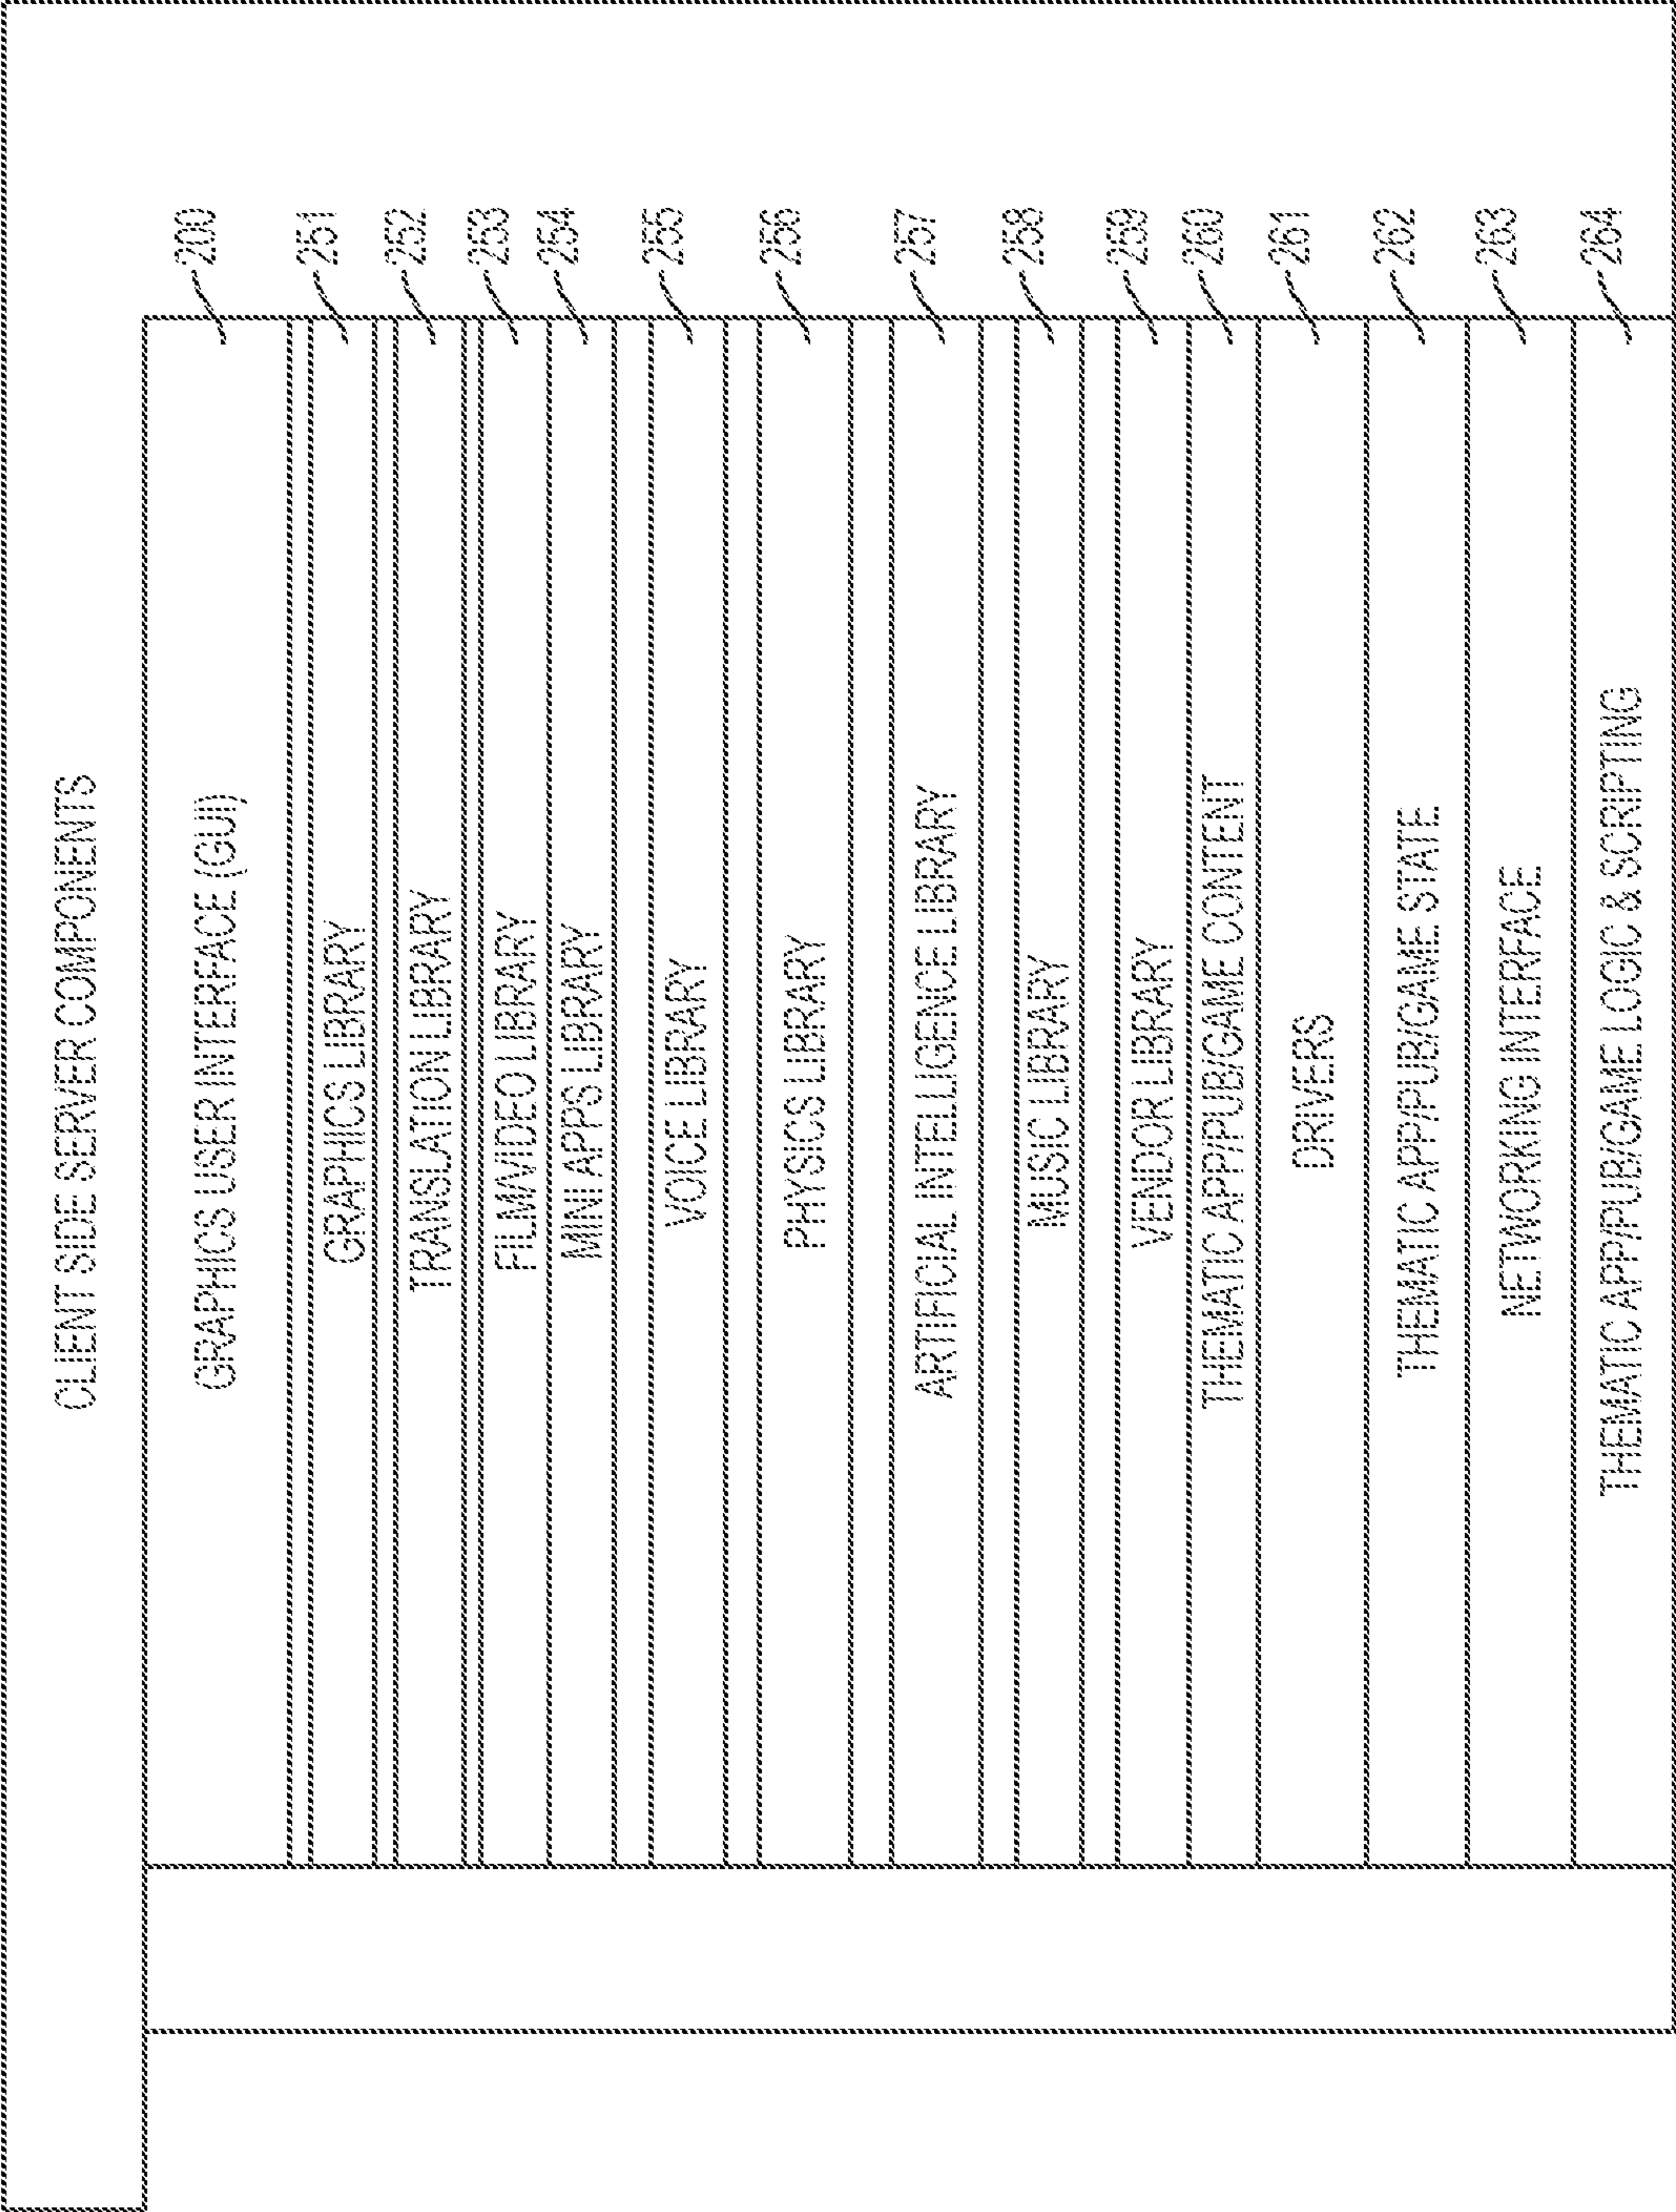 CLIENT SIDE SERVER COMPONENTS
GRAPHICS USER INTERFACE (GUI) 200
GRAPHICS LIBRARY 251
TRANSLATION LIBRARY 252
FILM/VIDEO LIBRARY 253
MINI APPS LIBRARY 254
VOICE LIBRARY 255
PHYSICS LIBRARY 256
ARTIFICIAL INTELLIGENCE LIBRARY 257
MUSIC LIBRARY 258
VENDOR LIBRARY 259
THEMATIC APP/PUB/GAME CONTENT 260
DRIVERS 261
THEMATIC APP/PUB/GAME STATE 262
NETWORKING INTERFACE 263
THEMATIC APP/PUB/GAME LOGIC & SCRIPTING 264